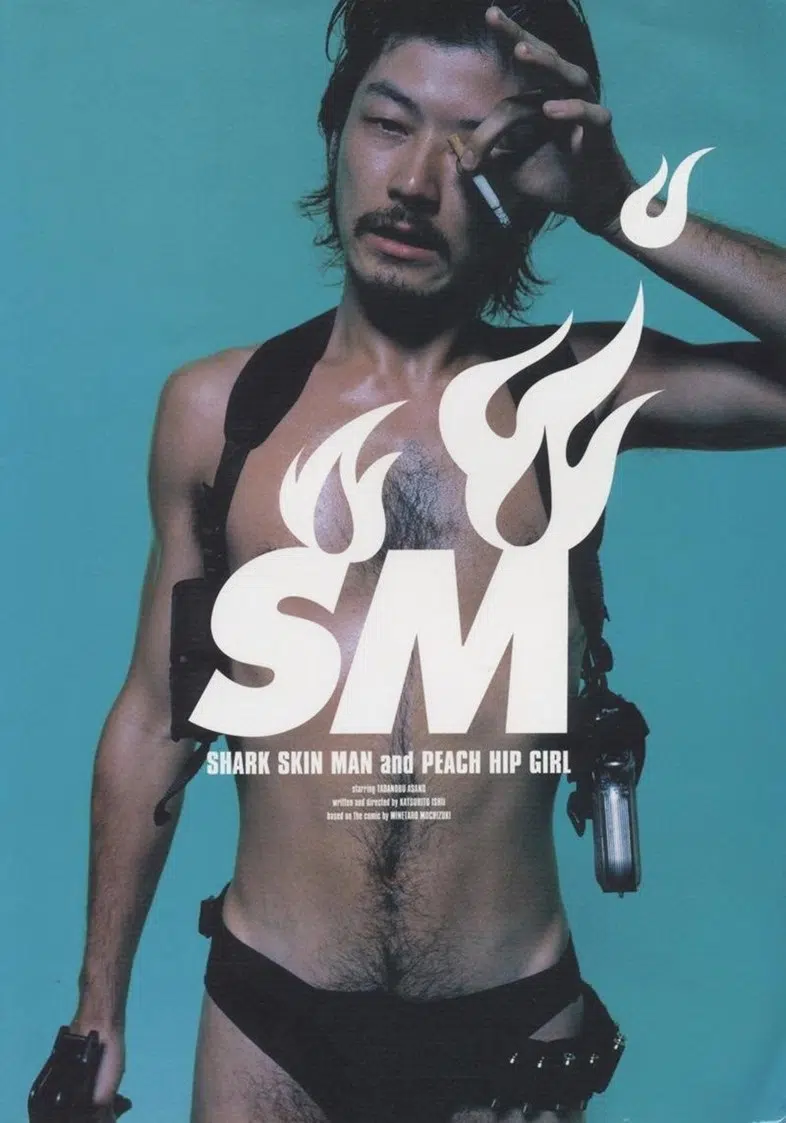 SM
SHARK SKIN MAN and PEACH HIP GIRL
starring TADANOBU ASANO
written and directed by KATSUHITO ISHII
based on the comic by MINETARO MOCHIZUKI